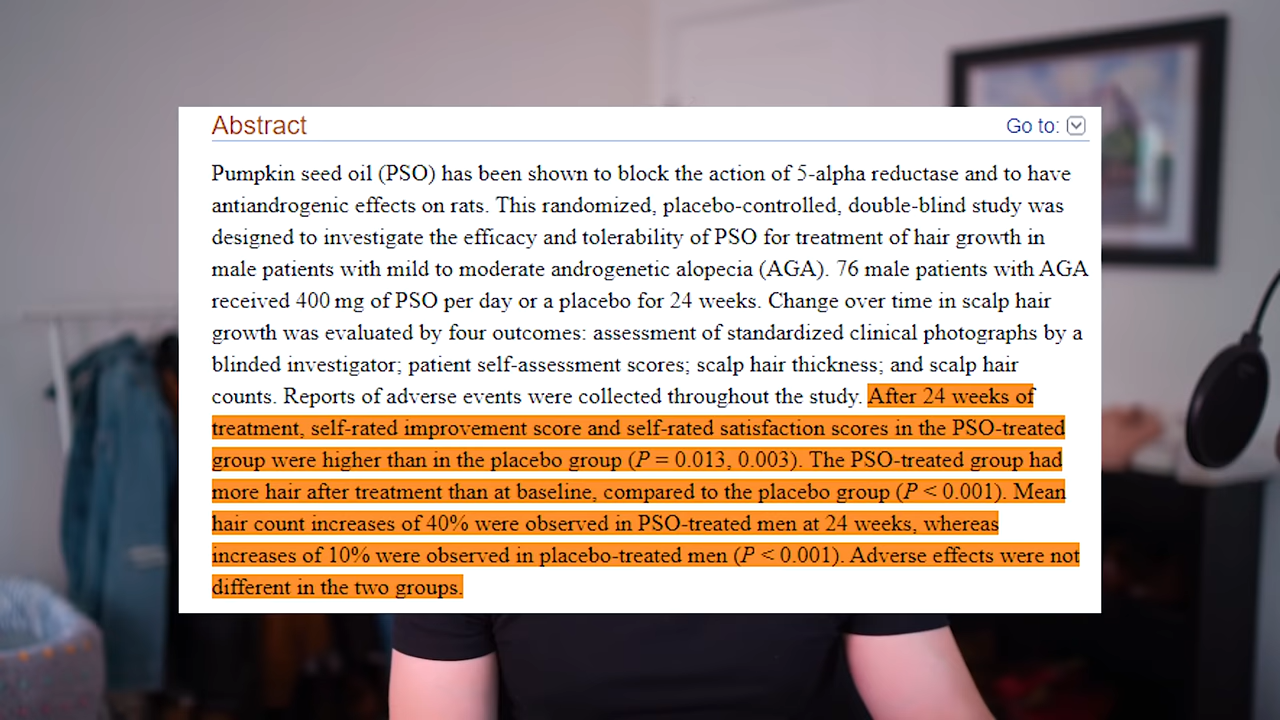 Abstract
Go to:
Pumpkin seed oil (PSO) has been shown to block the action of 5-alpha reductase and to have
antiandrogenic effects on rats. This randomized, placebo-controlled, double-blind study was
designed to investigate the efficacy and tolerability of PSO for treatment of hair growth in
male patients with mild to moderate androgenetic alopecia (AGA). 76 male patients with AGA
received 400 mg of PSO per day or a placebo for 24 weeks. Change over time in scalp hair
growth was evaluated by four outcomes: assessment of standardized clinical photographs by a
blinded investigator; patient self-assessment scores; scalp hair thickness; and scalp hair
counts. Reports of adverse events were collected throughout the study. After 24 weeks of
treatment, self-rated improvement score and self-rated satisfaction scores in the PSO-treated
group were higher than in the placebo group (P = 0.013, 0.003). The PSO-treated group had
more hair after treatment than at baseline, compared to the placebo group (P < 0.001). Mean
hair count increases of 40% were observed in PSO-treated men at 24 weeks, whereas
increases of 10% were observed in placebo-treated men (P < 0.001). Adverse effects were not
different in the two groups.